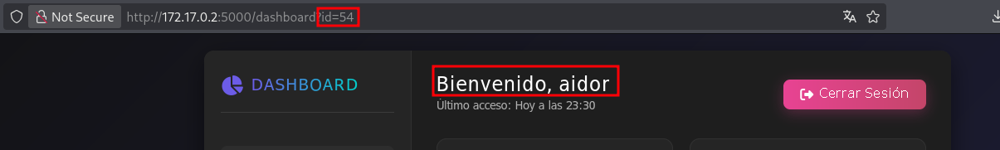 Not Secure http://172.17.0.2:5000/dashboard?id=54
DASHBOARD
Bienvenido, aidor
Último acceso: Hoy a las 23:30
Cerrar Sesión